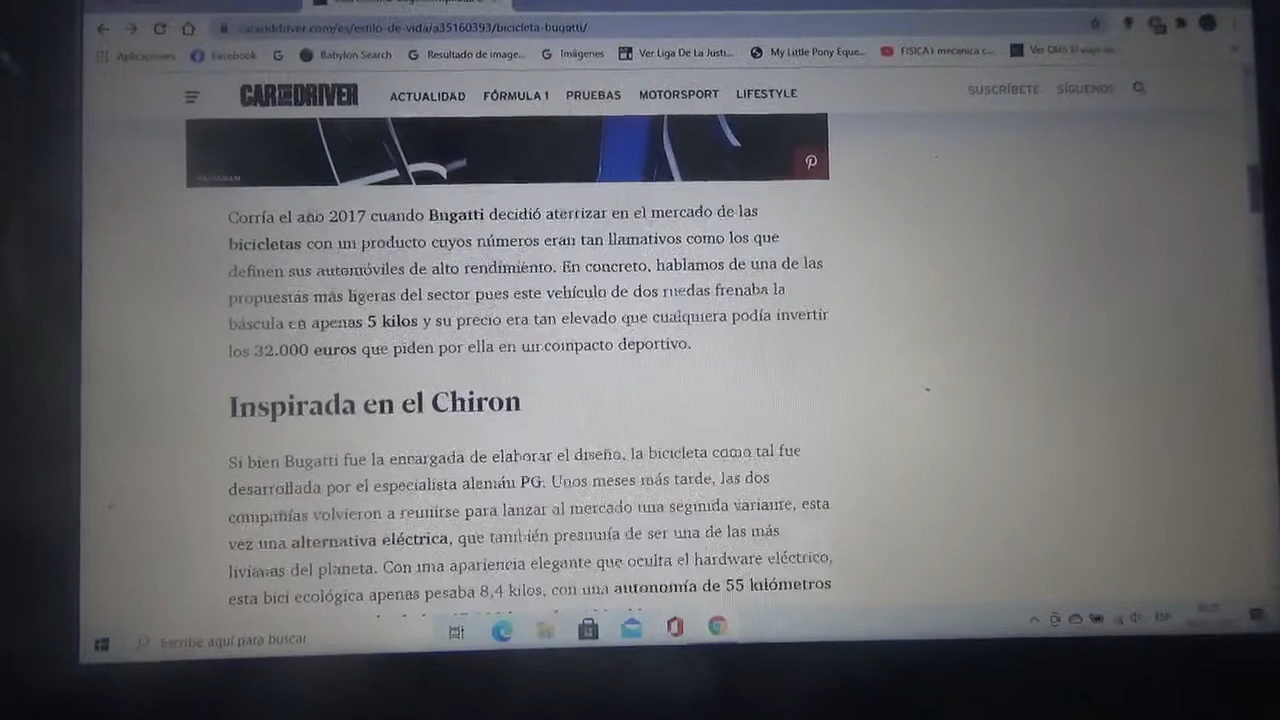 caranddriver.com/es/estilo-de-vida/a35160393/bicicleta-bugatti/
Aplicaciones Facebook Babylon Search Resultado de image... Imágenes Ver Liga De La Justi... My Little Pony Eque... FISICA1 mecanica c...
CAR AND DRIVER ACTUALIDAD FÓRMULA 1 PRUEBAS MOTORSPORT LIFESTYLE SUSCRÍBETE SÍGUENOS
INSTAGRAM
Corría el año 2017 cuando Bugatti decidió aterrizar en el mercado de las
bicicletas con un producto cuyos números eran tan llamativos como los que
definen sus automóviles de alto rendimiento. En concreto, hablamos de una de las
propuestas más ligeras del sector pues este vehículo de dos ruedas frenaba la
báscula en apenas 5 kilos y su precio era tan elevado que cualquiera podía invertir
los 32.000 euros que piden por ella en un compacto deportivo.
Inspirada en el Chiron
Si bien Bugatti fue la encargada de elaborar el diseño, la bicicleta como tal fue
desarrollada por el especialista alemán PG. Unos meses más tarde, las dos
compañías volvieron a reunirse para lanzar al mercado una segunda variante, esta
vez una alternativa eléctrica, que también presumía de ser una de las más
livianas del planeta. Con una apariencia elegante que oculta el hardware eléctrico,
esta bici ecológica apenas pesaba 8,4 kilos, con una autonomía de 55 kilómetros
Escribe aquí para buscar
ESP